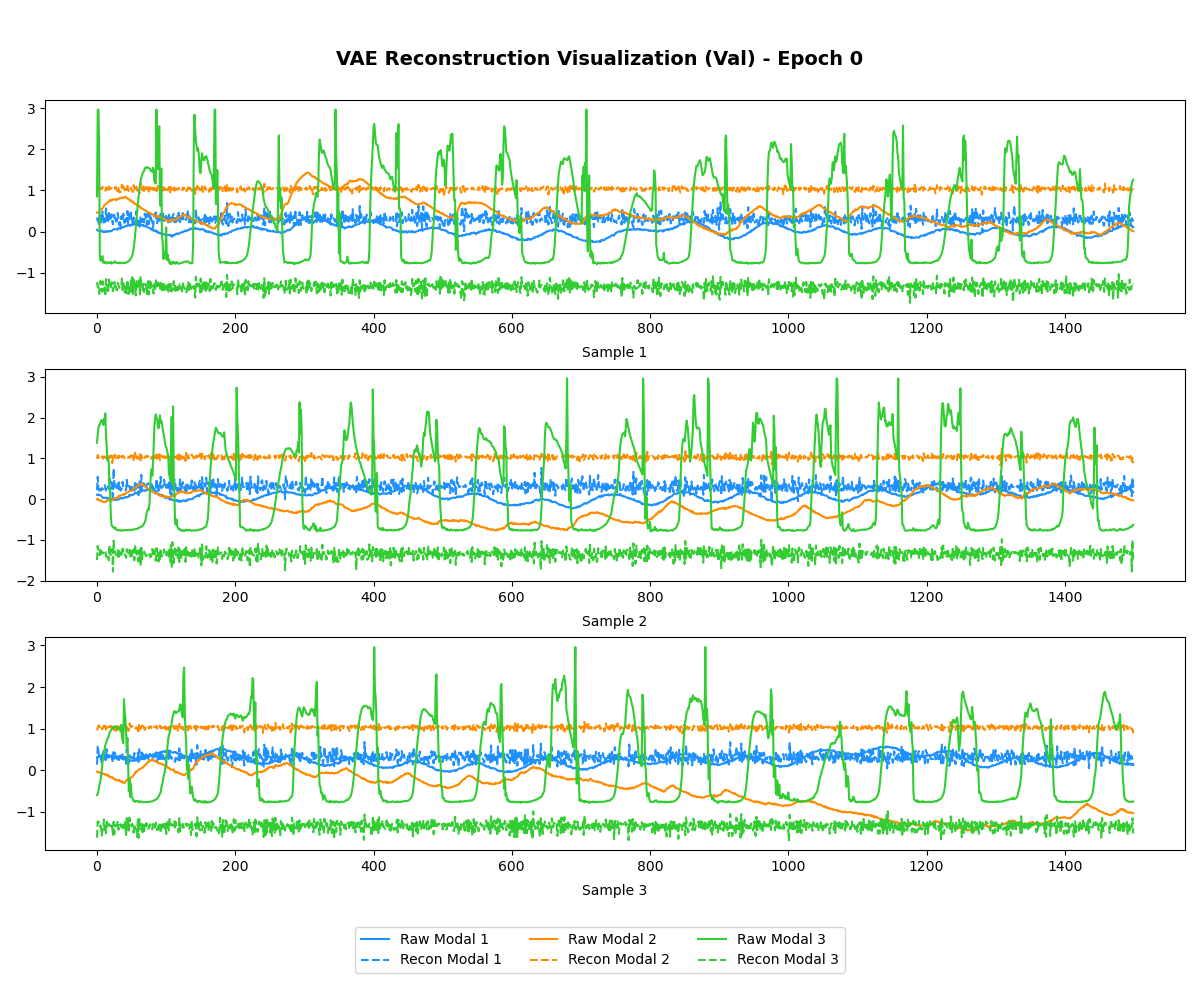 VAE Reconstruction Visualization (Val) - Epoch 0
3
2
1
0
−1
0 200 400 600 800 1000 1200 1400
Sample 1
3
2
1
0
−1
−2
0 200 400 600 800 1000 1200 1400
Sample 2
3
2
1
0
−1
0 200 400 600 800 1000 1200 1400
Sample 3
Raw Modal 1 Raw Modal 2 Raw Modal 3
Recon Modal 1 Recon Modal 2 Recon Modal 3